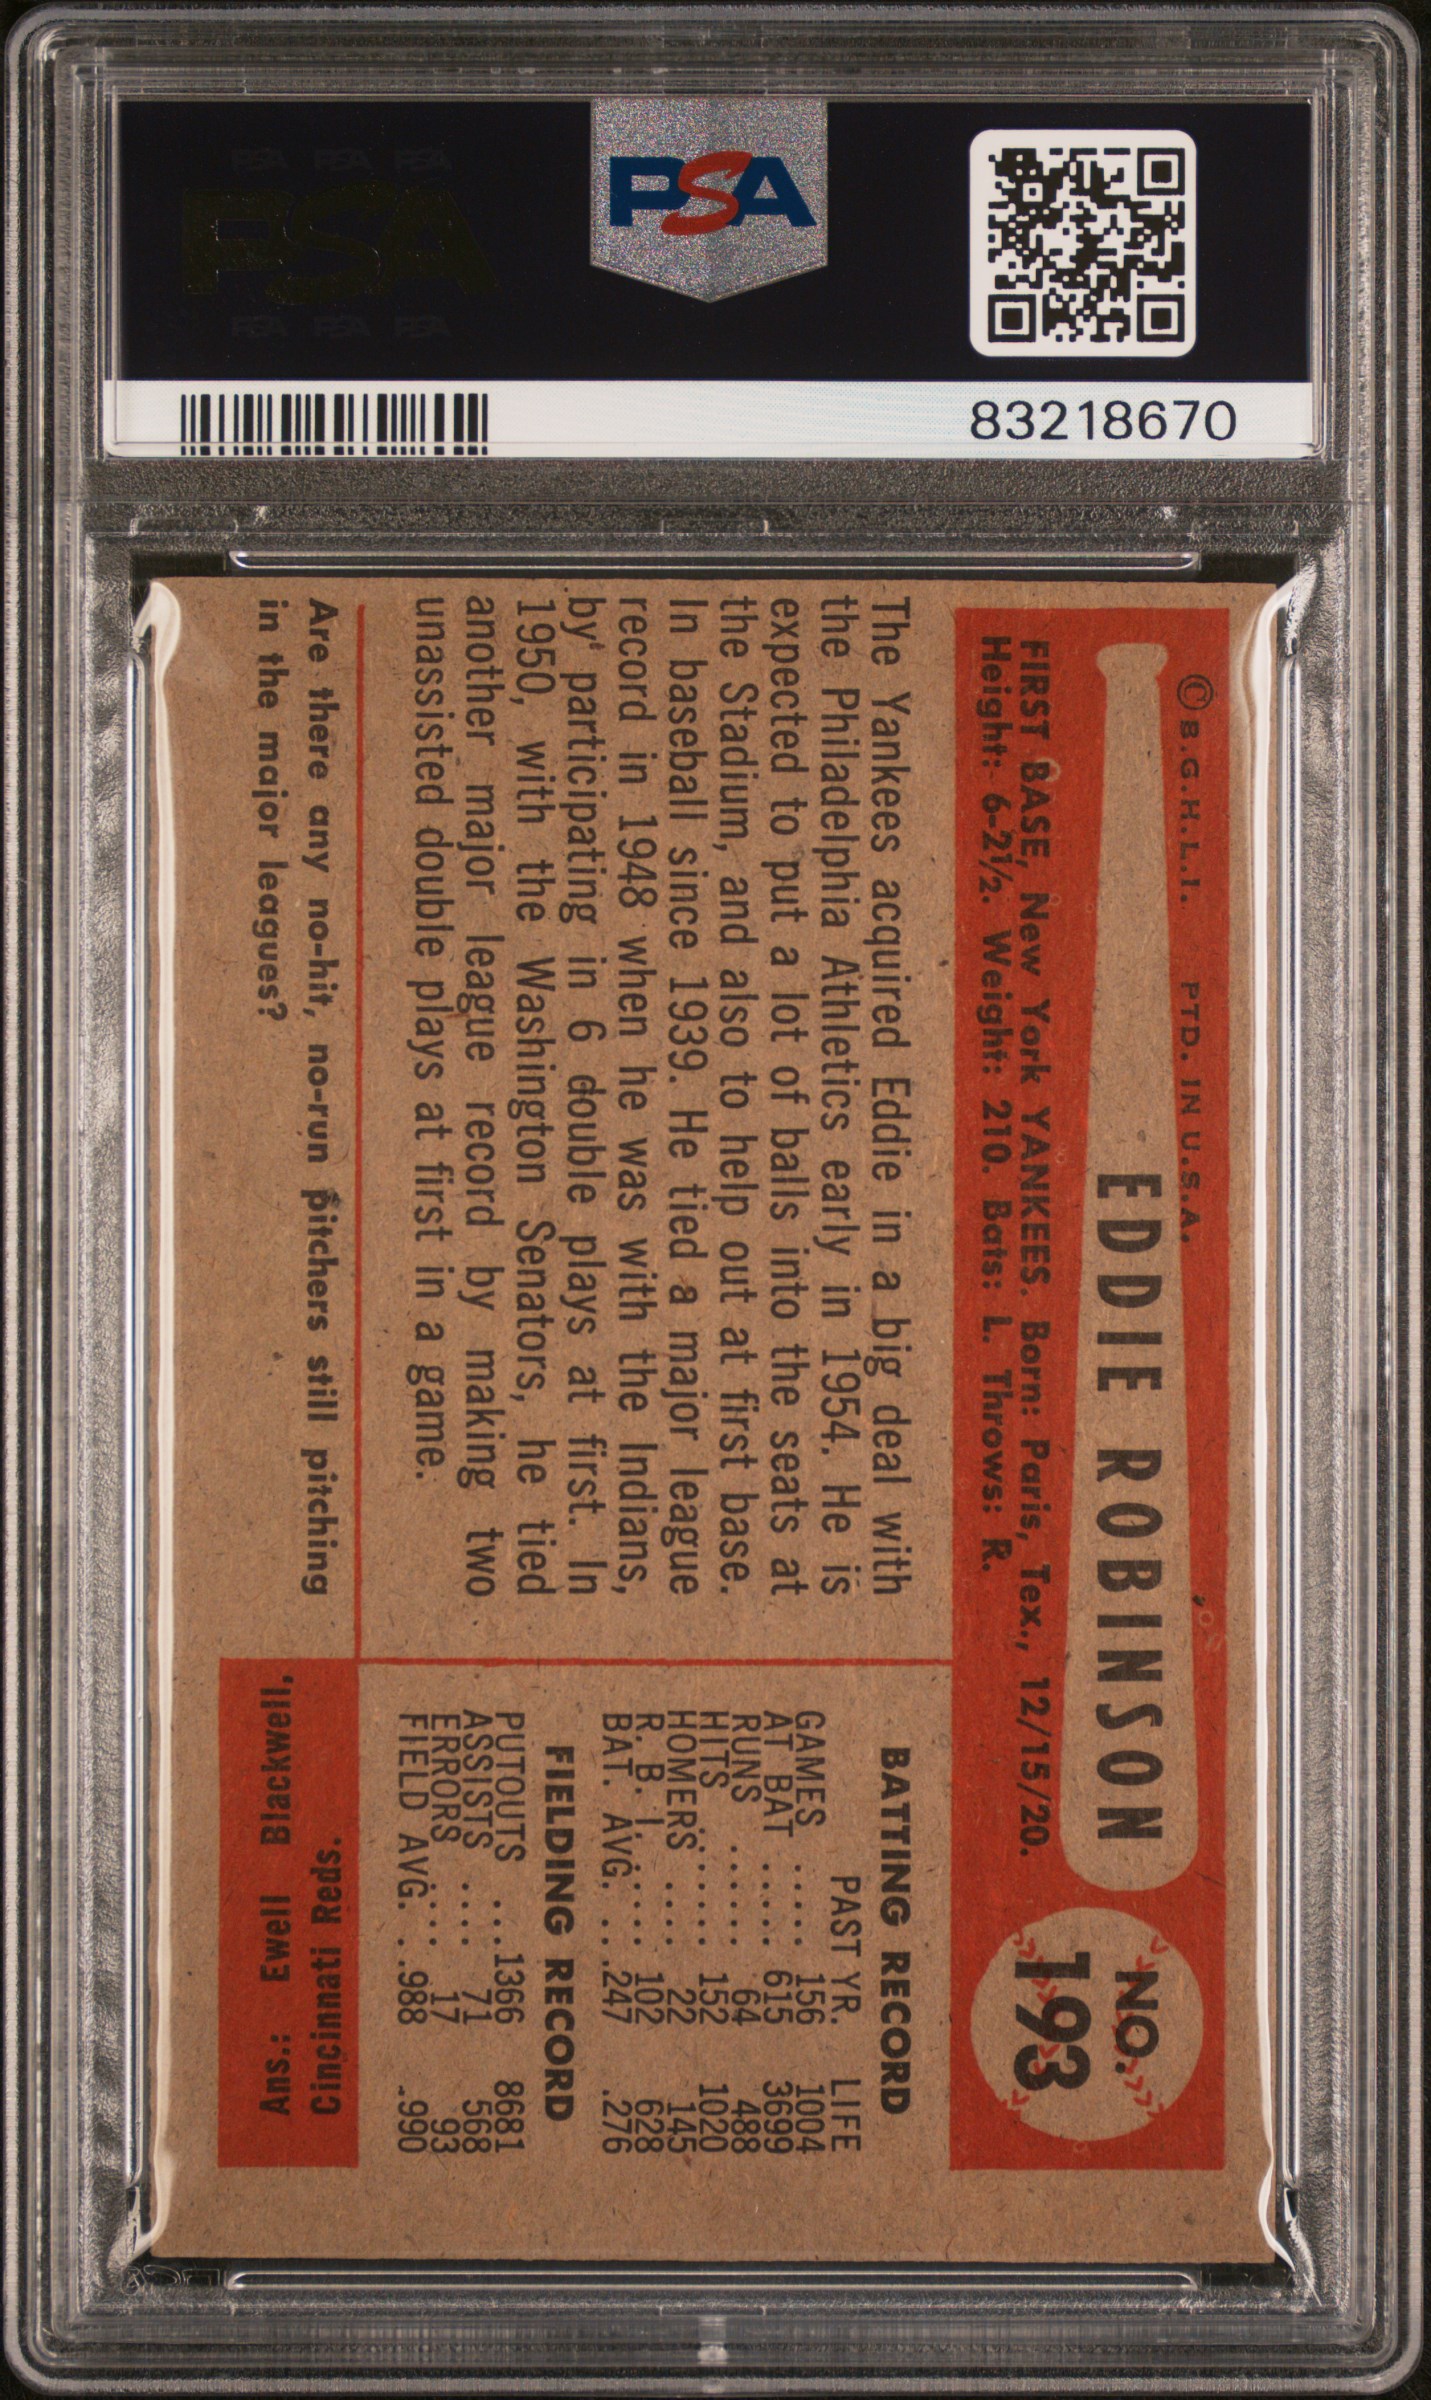 PSA
83218670
© B.G.H.L.I. PTD. IN U.S.A.
EDDIE ROBINSON
NO.
193
FIRST BASE, New York YANKEES. Born: Paris, Tex., 12/15/20.
Height: 6-2½. Weight: 210. Bats: L. Throws: R.
The Yankees acquired Eddie in a big deal with
the Philadelphia Athletics early in 1954. He is
expected to put a lot of balls into the seats at
the Stadium, and also to help out at first base.
In baseball since 1939. He tied a major league
record in 1948 when he was with the Indians,
by participating in 6 double plays at first. In
1950, with the Washington Senators, he tied
another major league record by making two
unassisted double plays at first in a game.
BATTING RECORD
PAST YR. LIFE
GAMES ..... 156 1004
AT BAT ..... 615 3699
RUNS ...... 64 488
HITS ...... 152 1020
HOMERS .... 22 145
R. B. I. .... 102 628
BAT. AVG. .. .247 .276
FIELDING RECORD
PUTOUTS ...1366 8681
ASSISTS .... 71 568
ERRORS .... 17 93
FIELD AVG. . .988 .990
Are there any no-hit, no-run pitchers still pitching
in the major leagues?
Cincinnati Reds.
Ans.: Ewell Blackwell,